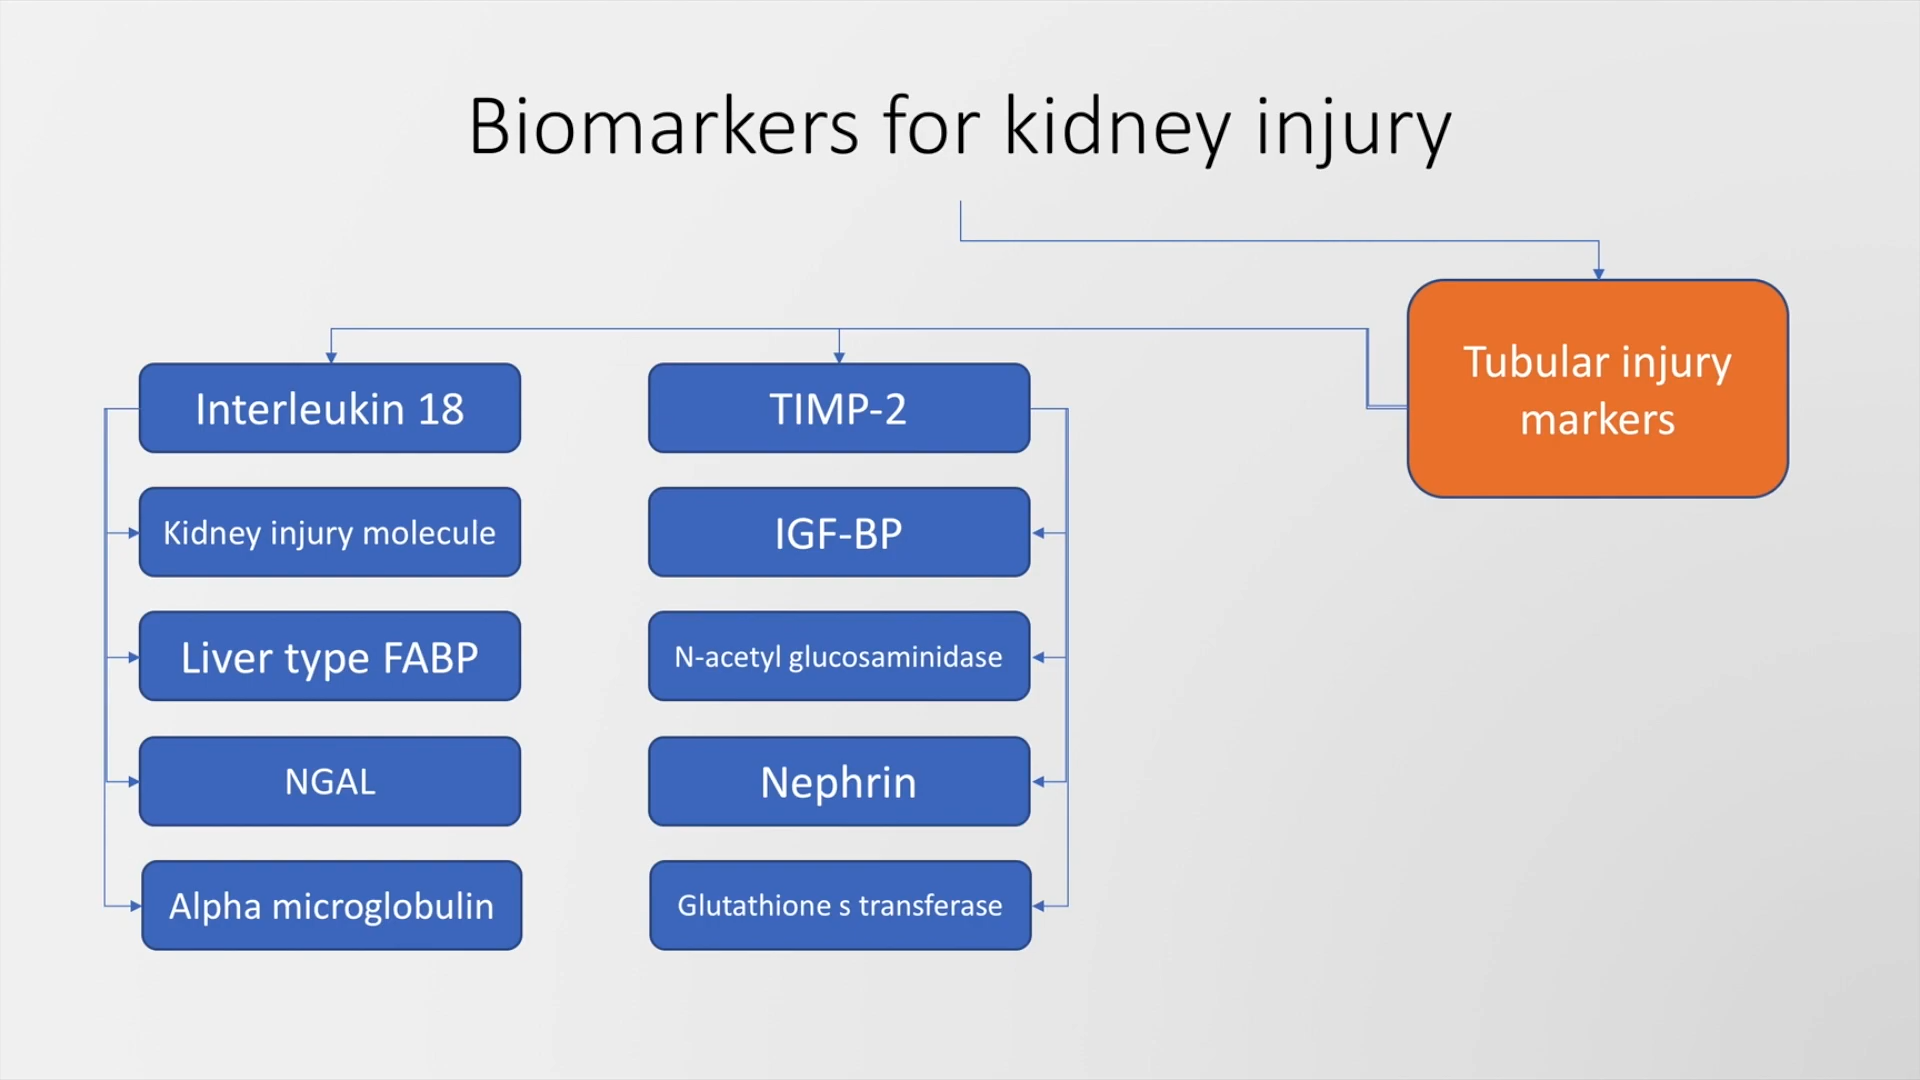 Biomarkers for kidney injury
Tubular injury
markers
Interleukin 18
Kidney injury molecule
Liver type FABP
NGAL
Alpha microglobulin
TIMP-2
IGF-BP
N-acetyl glucosaminidase
Nephrin
Glutathione s transferase